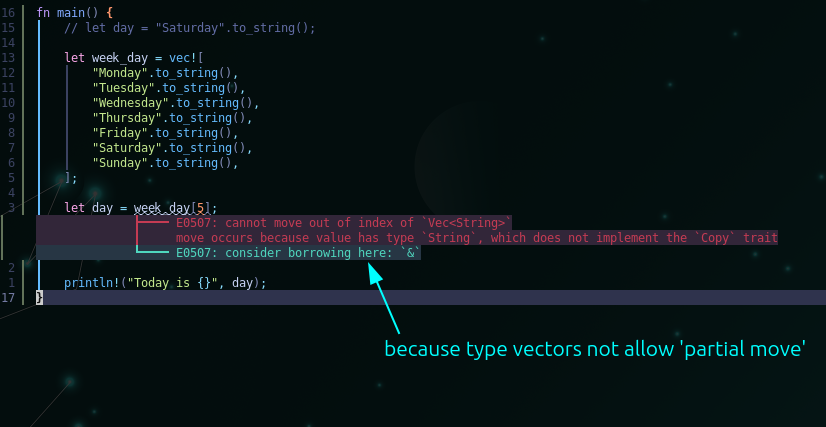 16 fn main() {
15 // let day = "Saturday".to_string();
14
13 let week_day = vec![
12 "Monday".to_string(),
11 "Tuesday".to_string(),
10 "Wednesday".to_string(),
9 "Thursday".to_string(),
8 "Friday".to_string(),
7 "Saturday".to_string(),
6 "Sunday".to_string(),
5 ];
4
3 let day = week_day[5];
E0507: cannot move out of index of `Vec<String>`
move occurs because value has type `String`, which does not implement the `Copy` trait
E0507: consider borrowing here: `&`
2
1 println!("Today is {}", day);
17 }
because type vectors not allow 'partial move'